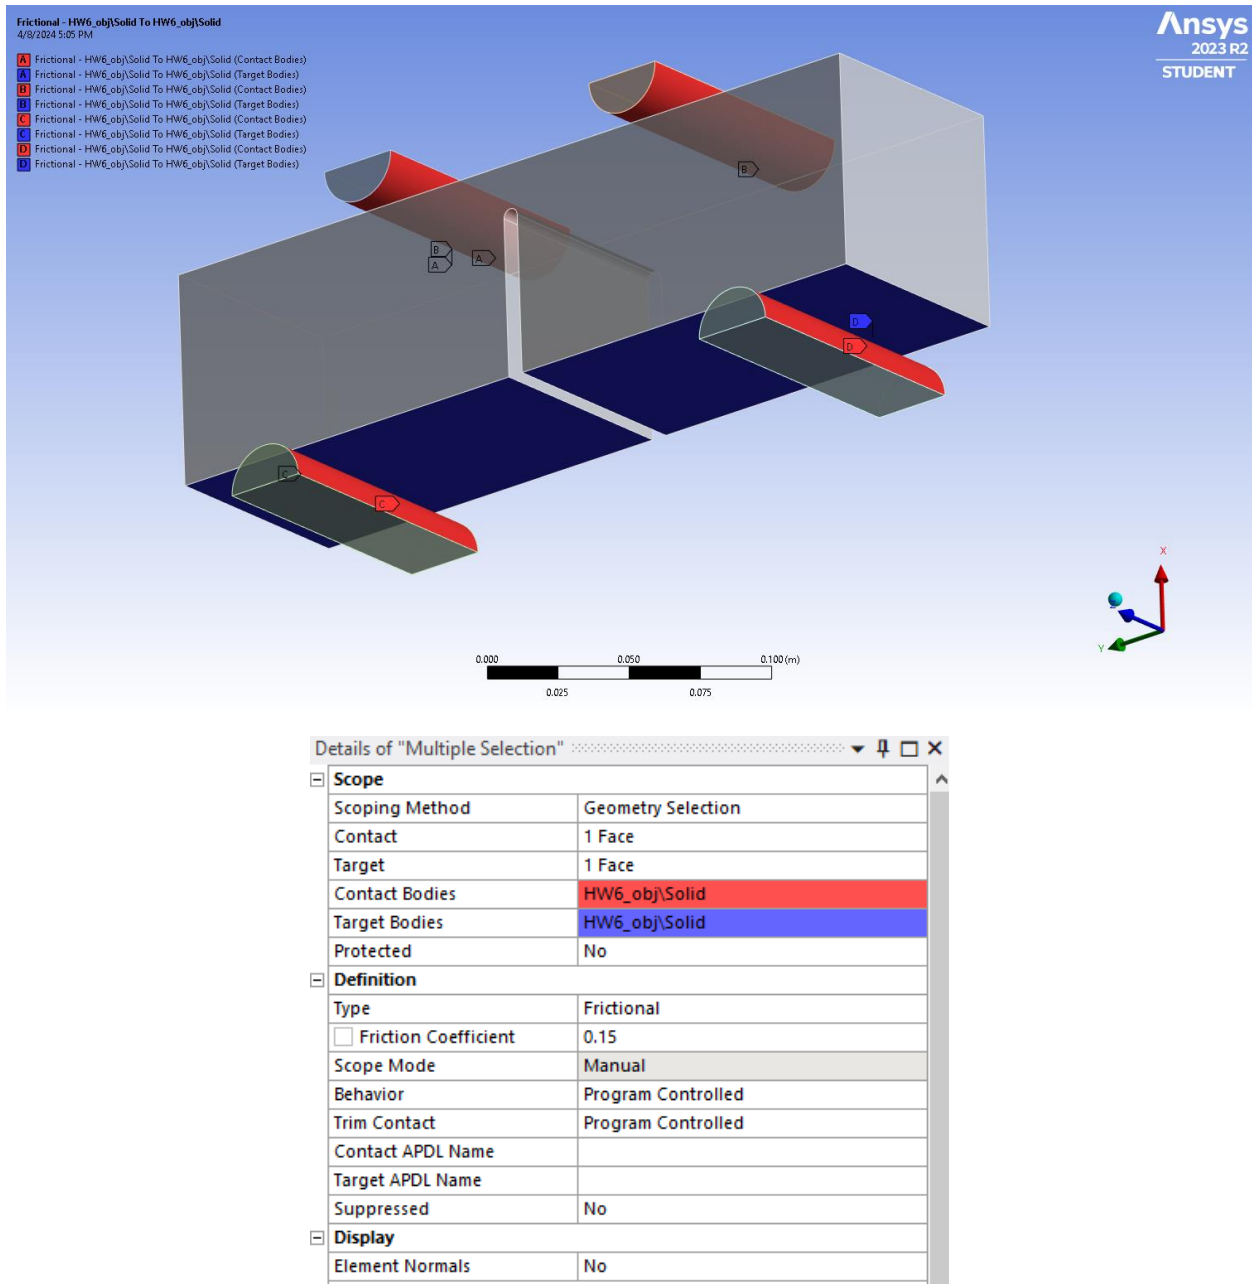 Frictional - HW6_obj\Solid To HW6_obj\Solid
4/8/2024 5:05 PM
A Frictional - HW6_obj\Solid To HW6_obj\Solid (Contact Bodies)
A Frictional - HW6_obj\Solid To HW6_obj\Solid (Target Bodies)
B Frictional - HW6_obj\Solid To HW6_obj\Solid (Contact Bodies)
B Frictional - HW6_obj\Solid To HW6_obj\Solid (Target Bodies)
C Frictional - HW6_obj\Solid To HW6_obj\Solid (Contact Bodies)
C Frictional - HW6_obj\Solid To HW6_obj\Solid (Target Bodies)
D Frictional - HW6_obj\Solid To HW6_obj\Solid (Contact Bodies)
D Frictional - HW6_obj\Solid To HW6_obj\Solid (Target Bodies)
Ansys
2023 R2
STUDENT
B
B
A
A
D
D
C
C
X
Z
Y
0.000 0.050 0.100 (m)
0.025 0.075
Details of "Multiple Selection"
Scope
Scoping Method Geometry Selection
Contact 1 Face
Target 1 Face
Contact Bodies HW6_obj\Solid
Target Bodies HW6_obj\Solid
Protected No
Definition
Type Frictional
Friction Coefficient 0.15
Scope Mode Manual
Behavior Program Controlled
Trim Contact Program Controlled
Contact APDL Name
Target APDL Name
Suppressed No
Display
Element Normals No